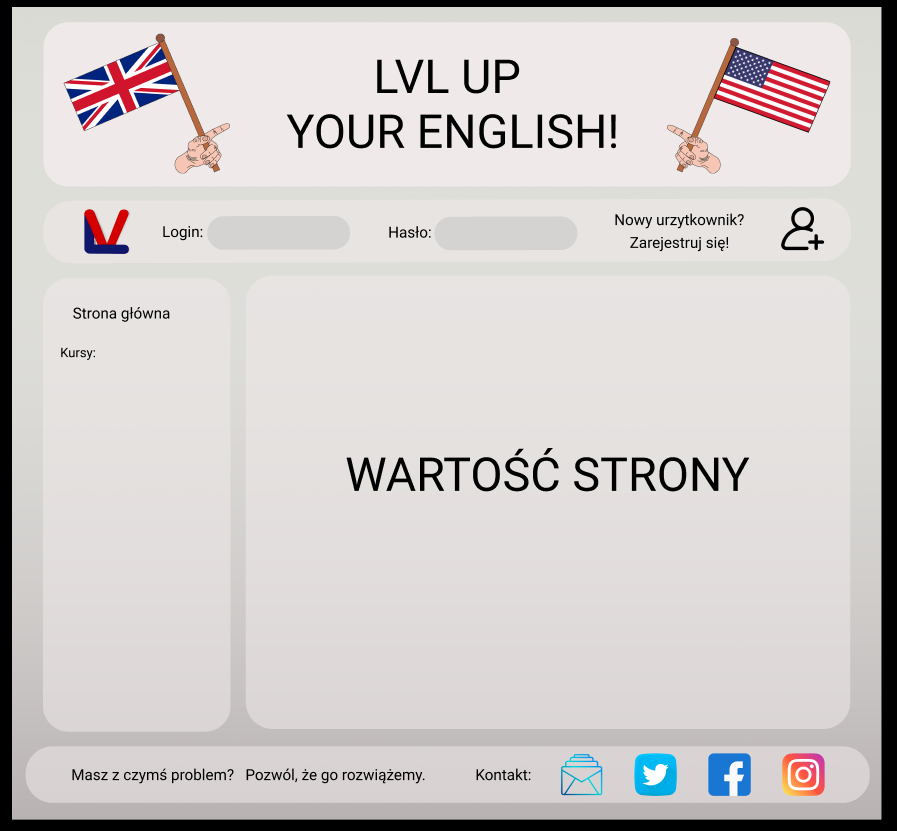 LVL UP
YOUR ENGLISH!
LV
Login:
Hasło:
Nowy urzytkownik?
Zarejestruj się!
Strona główna
Kursy:
WARTOŚĆ STRONY
Masz z czymś problem? Pozwól, że go rozwiążemy.
Kontakt: